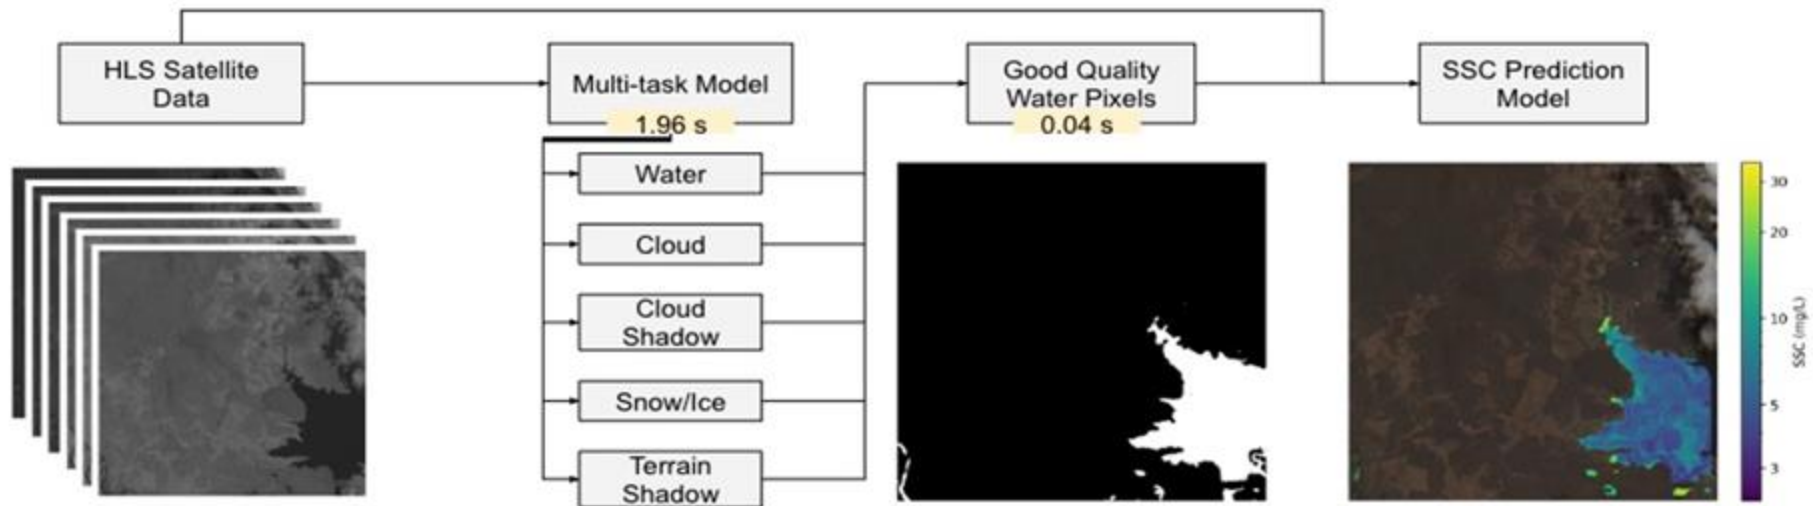 HLS Satellite
Data
Multi-task Model
1.96 s
Good Quality
Water Pixels
0.04 s
SSC Prediction
Model
Water
Cloud
Cloud
Shadow
Snow/Ice
Terrain
Shadow
30
20
10
5
3
SSC (mg/L)